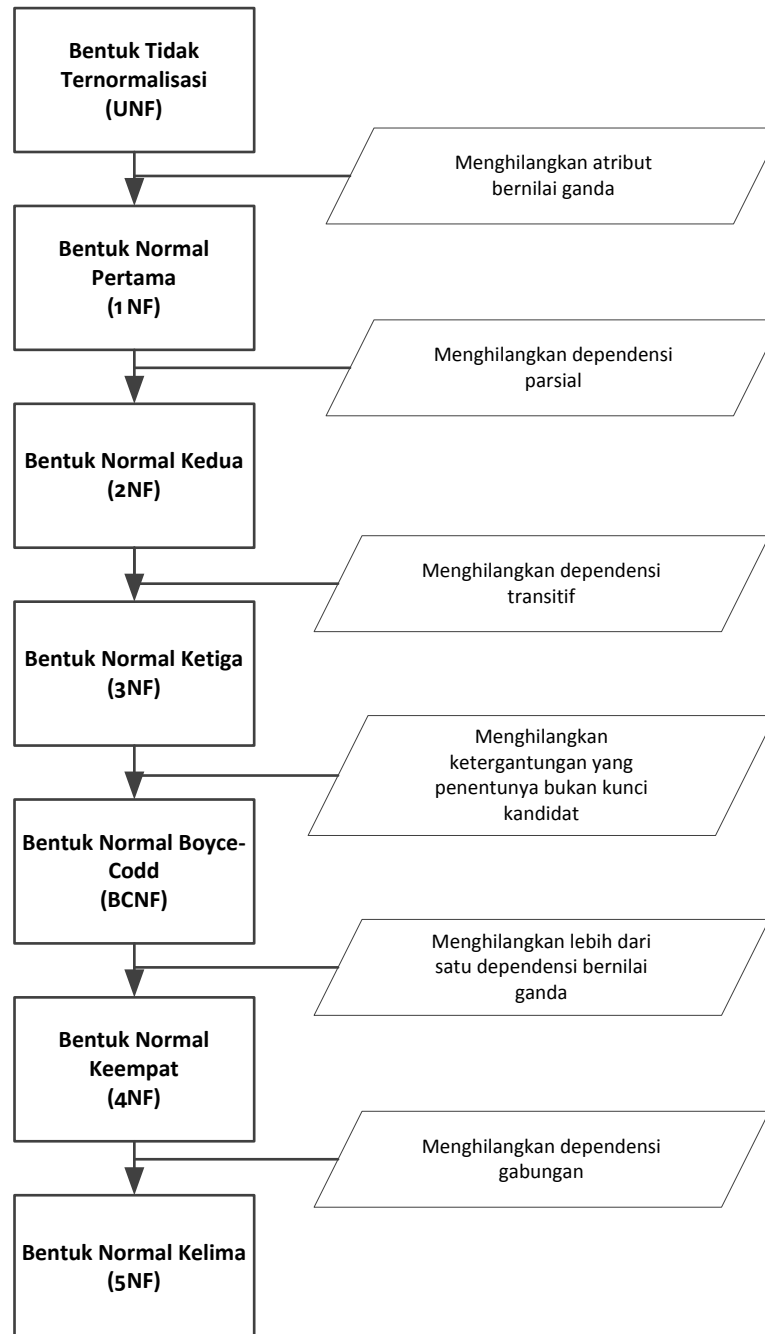 Bentuk Tidak
Ternormalisasi
(UNF)
Menghilangkan atribut
bernilai ganda
Bentuk Normal
Pertama
(1NF)
Menghilangkan dependensi
parsial
Bentuk Normal Kedua
(2NF)
Menghilangkan dependensi
transitif
Bentuk Normal Ketiga
(3NF)
Menghilangkan
ketergantungan yang
penentunya bukan kunci
kandidat
Bentuk Normal Boyce-
Codd
(BCNF)
Menghilangkan lebih dari
satu dependensi bernilai
ganda
Bentuk Normal
Keempat
(4NF)
Menghilangkan dependensi
gabungan
Bentuk Normal Kelima
(5NF)